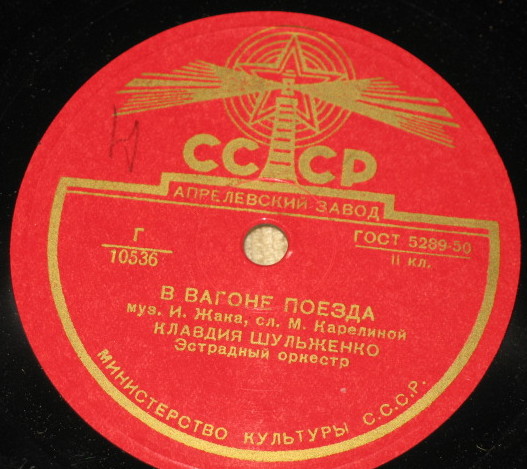 СССР
АПРЕЛЕВСКИЙ ЗАВОД
Г
10536
ГОСТ 5289-50
II кл.
В ВАГОНЕ ПОЕЗДА
муз. И. Жака, сл. М. Карелиной
КЛАВДИЯ ШУЛЬЖЕНКО
Эстрадный оркестр
МИНИСТЕРСТВО КУЛЬТУРЫ С.С.С.Р.